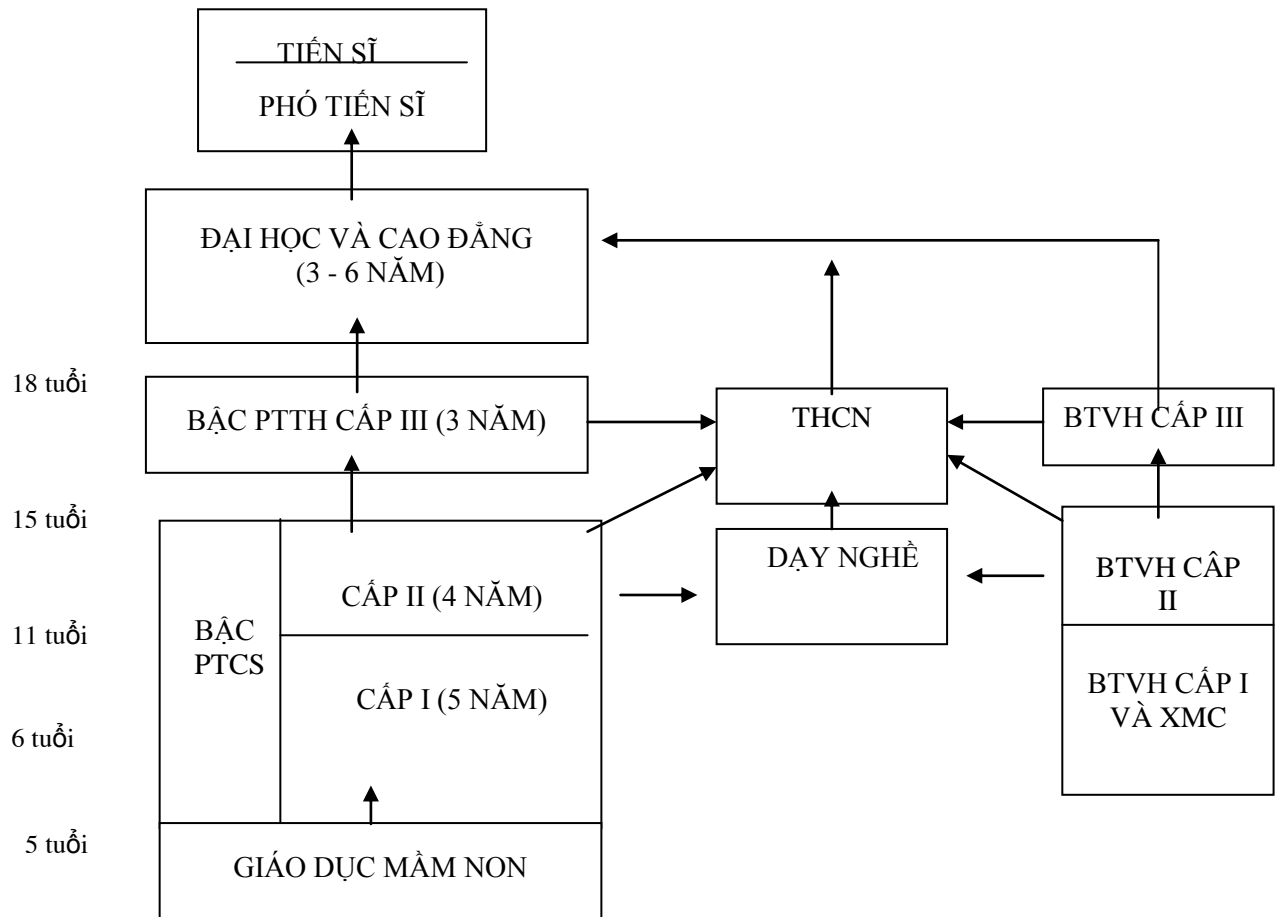 TIẾN SĨ
PHÓ TIẾN SĨ
ĐẠI HỌC VÀ CAO ĐẲNG
(3 - 6 NĂM)
18 tuổi
BẬC PTTH CẤP III (3 NĂM)
THCN
BTVH CẤP III
15 tuổi
DẠY NGHỀ
BTVH CÂP
II
CẤP II (4 NĂM)
11 tuổi
BẬC
PTCS
CẤP I (5 NĂM)
BTVH CẤP I
VÀ XMC
6 tuổi
5 tuổi
GIÁO DỤC MẦM NON